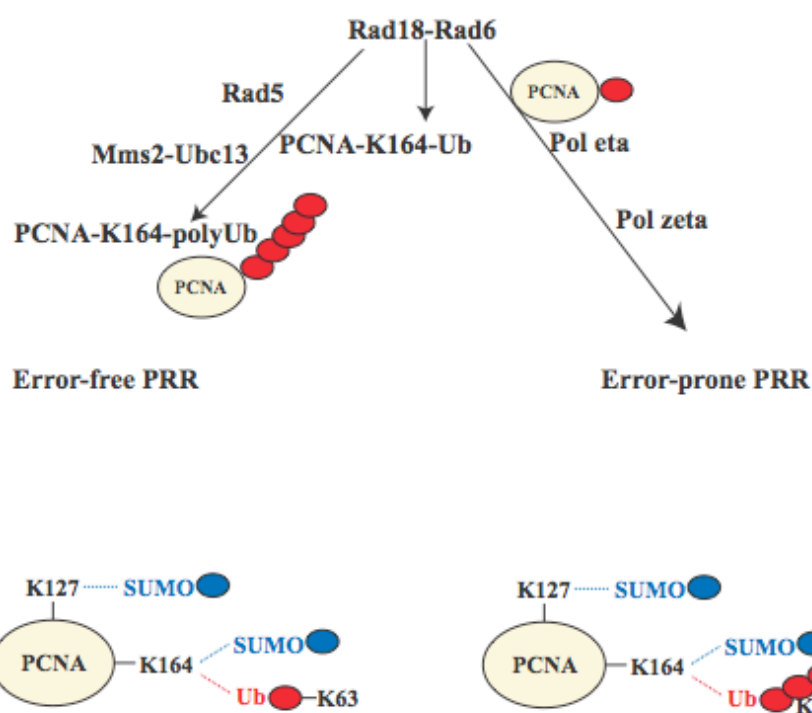 Rad18-Rad6
PCNA
Rad5
Mms2-Ubc13
PCNA-K164-Ub
Pol eta
Pol zeta
PCNA-K164-polyUb
PCNA
Error-free PRR
Error-prone PRR
K127 SUMO
PCNA
K164
SUMO
Ub
K63
K127 SUMO
PCNA
K164
SUMO
Ub